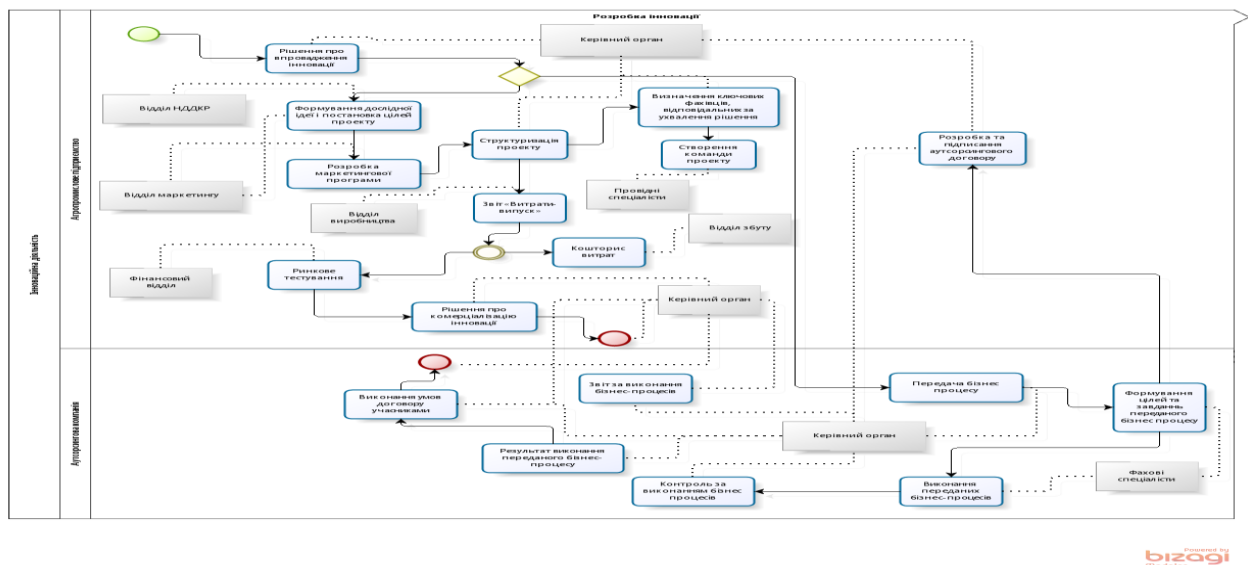 Розробка інновації
Інноваційна діяльність
Агропромислове підприємство
Аутсорсингова компанія
Рішення про
впровадження
інновації
Керівний орган
Відділ НДДКР
Формування дослідної
ідеї і постановка цілей
проекту
Визначення ключових
фахівців,
відповідальних за
ухвалення рішення
Структуризація
проекту
Створення
команди
проекту
Розробка та
підписання
аутсорсингового
договору
Розробка
маркетингової
програми
Відділ маркетингу
Провідні
спеціалісти
Відділ
виробництва
Звіт «Витрати-
випуск»
Відділ збуту
Кошторис
витрат
Ринкове
тестування
Фінансовий
відділ
Керівний орган
Рішення про
комерціалізацію
інновації
Виконання умов
договору
учасниками
Звіт за виконання
бізнес-процесів
Передача бізнес
процесу
Формування
цілей та
завдань
переданого
бізнес процесу
Керівний орган
Результат виконання
переданого бізнес-
процесу
Контроль за
виконанням бізнес
процесів
Виконання
переданих
бізнес-процесів
Фахові
спеціалісти
Powered by
bizagi